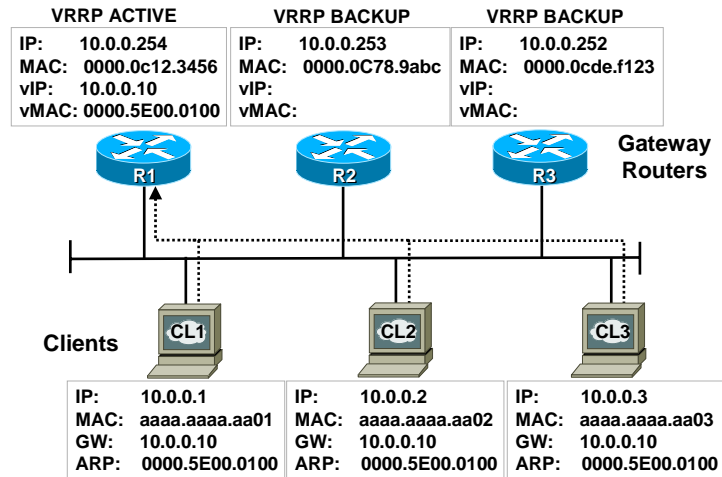 VRRP ACTIVE
IP: 10.0.0.254
MAC: 0000.0c12.3456
vIP: 10.0.0.10
vMAC: 0000.5E00.0100
VRRP BACKUP
IP: 10.0.0.253
MAC: 0000.0C78.9abc
vIP:
vMAC:
VRRP BACKUP
IP: 10.0.0.252
MAC: 0000.0cde.f123
vIP:
vMAC:
R1
R2
R3
Gateway
Routers
Clients
CL1
CL2
CL3
IP: 10.0.0.1
MAC: aaaa.aaaa.aa01
GW: 10.0.0.10
ARP: 0000.5E00.0100
IP: 10.0.0.2
MAC: aaaa.aaaa.aa02
GW: 10.0.0.10
ARP: 0000.5E00.0100
IP: 10.0.0.3
MAC: aaaa.aaaa.aa03
GW: 10.0.0.10
ARP: 0000.5E00.0100